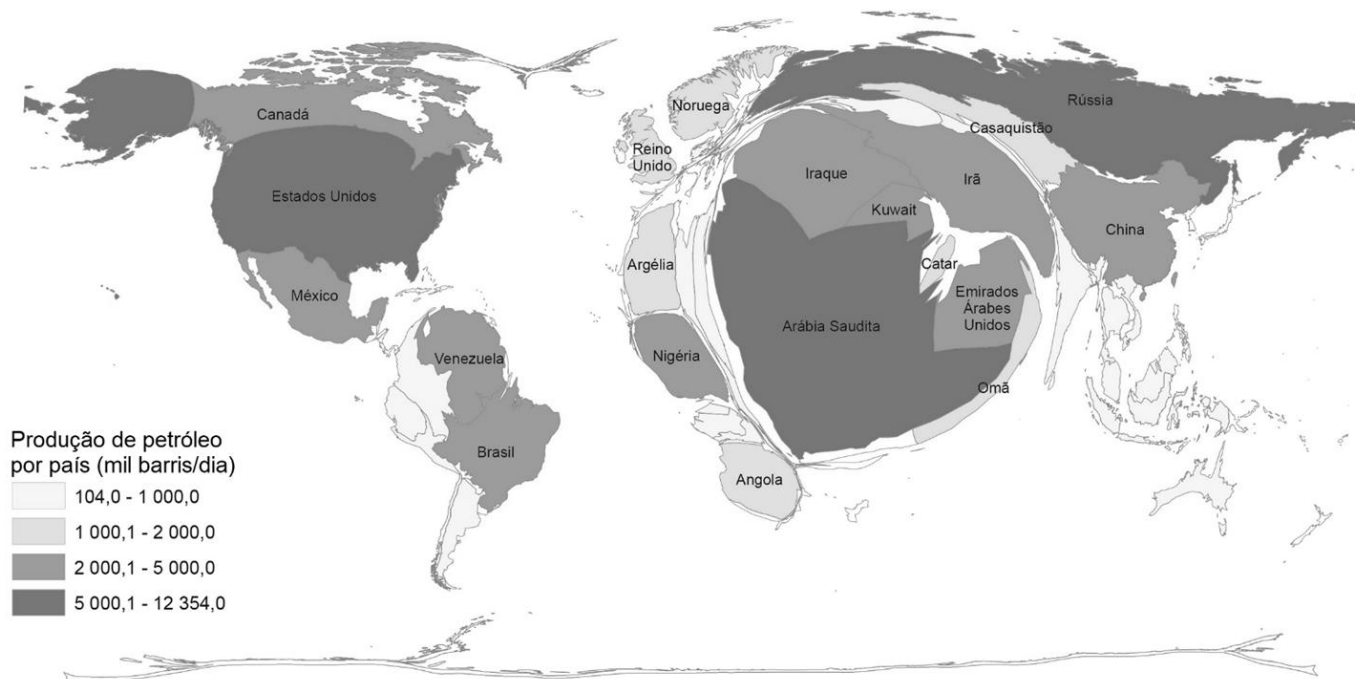 Canadá
Estados Unidos
México
Venezuela
Brasil
Noruega
Reino
Unido
Argélia
Nigéria
Angola
Rússia
Casaquistão
Iraque
Irã
Kuwait
China
Catar
Emirados
Árabes
Unidos
Arábia Saudita
Omã
Produção de petróleo
por país (mil barris/dia)
104,0 - 1 000,0
1 000,1 - 2 000,0
2 000,1 - 5 000,0
5 000,1 - 12 354,0